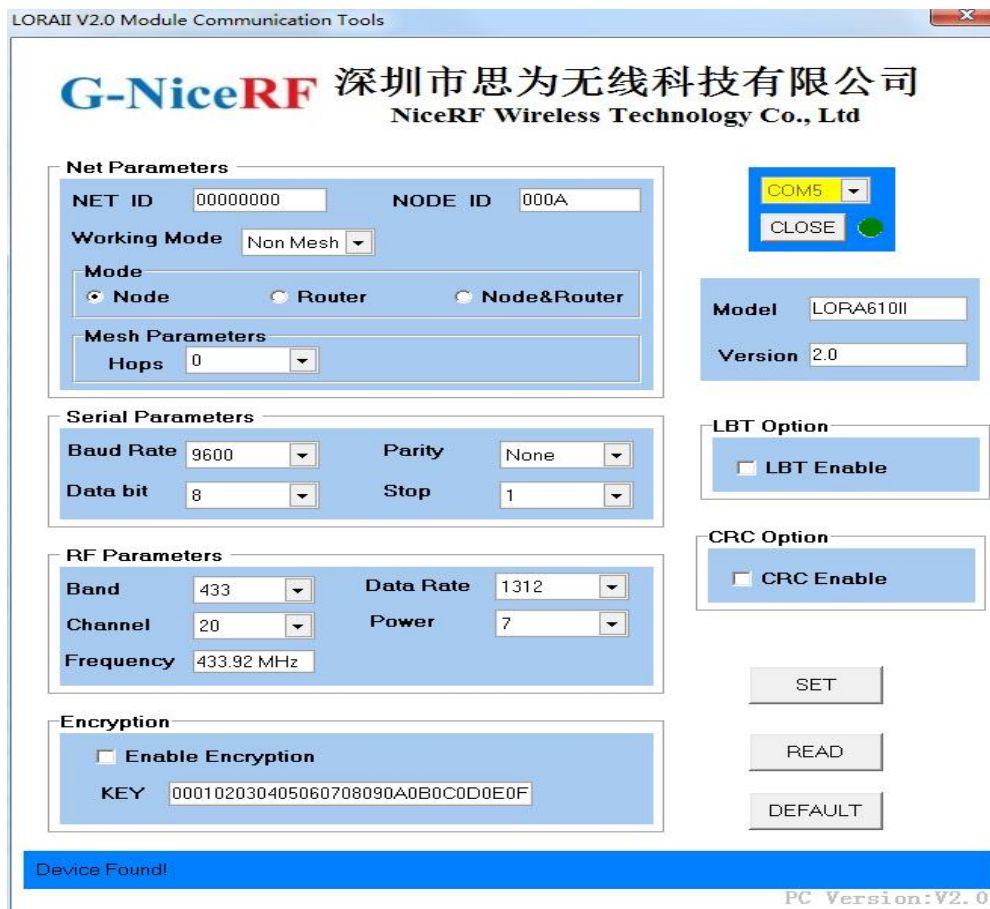 LORAII V2.0 Module Communication Tools
G-NiceRF 深圳市思为无线科技有限公司
NiceRF Wireless Technology Co., Ltd
Net Parameters
NET ID 00000000 NODE ID 000A
Working Mode Non Mesh
Mode
Node Router Node&Router
Mesh Parameters
Hops 0
COM5
CLOSE
Model LORA610II
Version 2.0
Serial Parameters
Baud Rate 9600 Parity None
Data bit 8 Stop 1
LBT Option
LBT Enable
RF Parameters
Band 433 Data Rate 1312
Channel 20 Power 7
Frequency 433.92 MHz
CRC Option
CRC Enable
Encryption
Enable Encryption
KEY 000102030405060708090A0B0C0D0E0F
SET
READ
DEFAULT
Device Found!
PC Version:V2.0